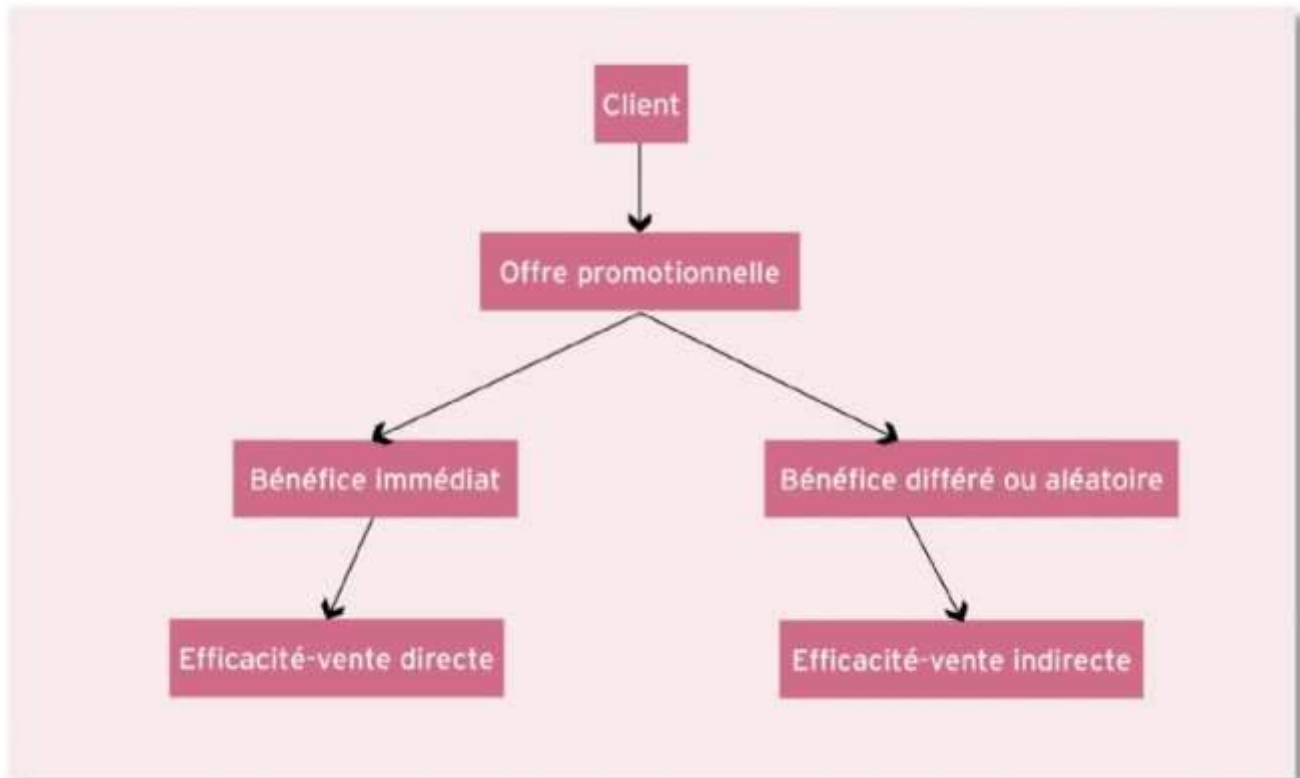 Client
Offre promotionnelle
Bénéfice immédiat
Bénéfice différé ou aléatoire
Efficacité-vente directe
Efficacité-vente indirecte